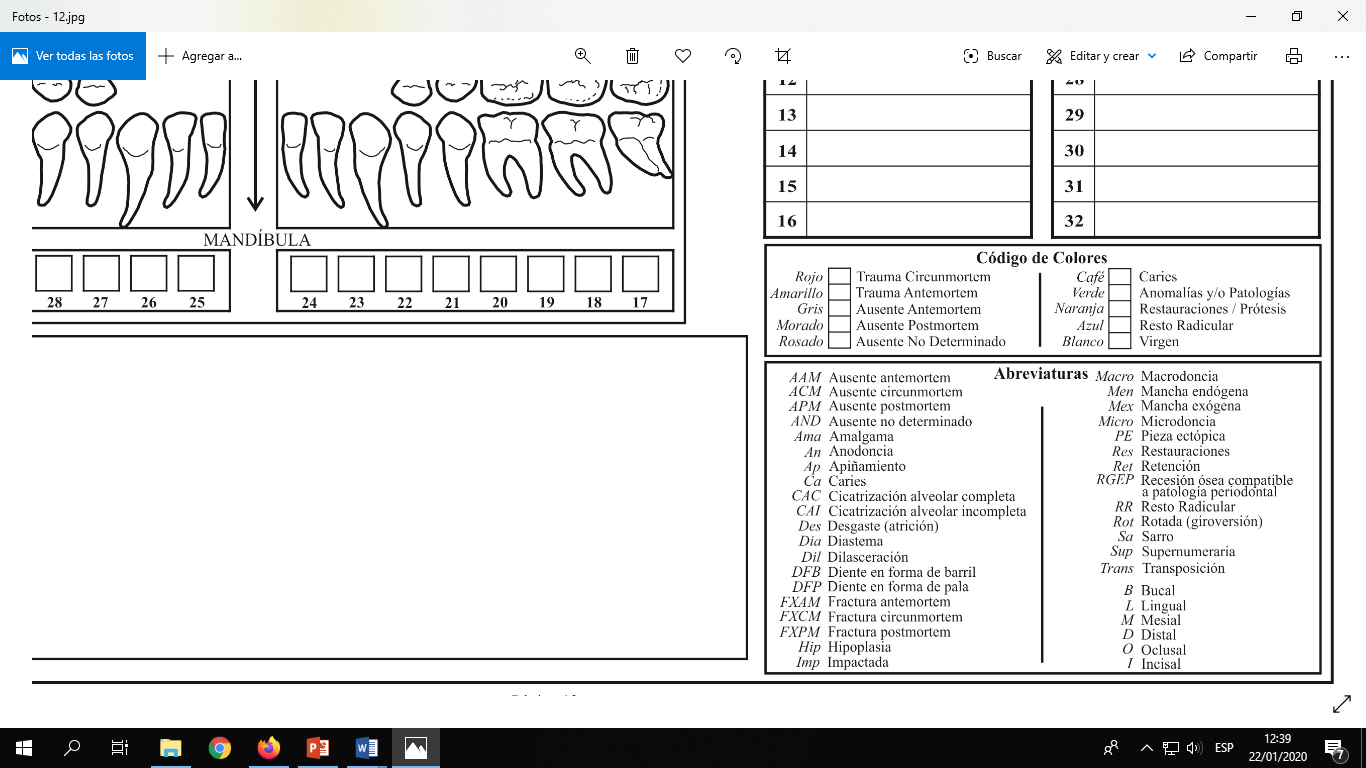 Fotos - 12.jpg
Ver todas las fotos
Agregar a...
Buscar
Editar y crear
Compartir
13
14
15
16
29
30
31
32
MANDÍBULA
28 27 26 25
24 23 22 21 20 19 18 17
Código de Colores
Rojo Trauma Circunmortem
Amarillo Trauma Antemortem
Gris Ausente Antemortem
Morado Ausente Postmortem
Rosado Ausente No Determinado
Café Caries
Verde Anomalías y/o Patologías
Naranja Restauraciones / Prótesis
Azul Resto Radicular
Blanco Virgen
Abreviaturas
AAM Ausente antemortem
ACM Ausente circunmortem
APM Ausente postmortem
AND Ausente no determinado
Ama Amalgama
An Anodoncia
Ap Apiñamiento
Ca Caries
CAC Cicatrización alveolar completa
CAI Cicatrización alveolar incompleta
Des Desgaste (atrición)
Dia Diastema
Dil Dilasceración
DFB Diente en forma de barril
DFP Diente en forma de pala
FXAM Fractura antemortem
FXCM Fractura circunmortem
FXPM Fractura postmortem
Hip Hipoplasia
Imp Impactada
Macro Macrodoncia
Men Mancha endógena
Mex Mancha exógena
Micro Microdoncia
PE Pieza ectópica
Res Restauraciones
Ret Retención
RGEP Recesión ósea compatible
a patología periodontal
RR Resto Radicular
Rot Rotada (giroversión)
Sa Sarro
Sup Supernumeraria
Trans Transposición
B Bucal
L Lingual
M Mesial
D Distal
O Oclusal
I Incisal
ESP
12:39
22/01/2020
7